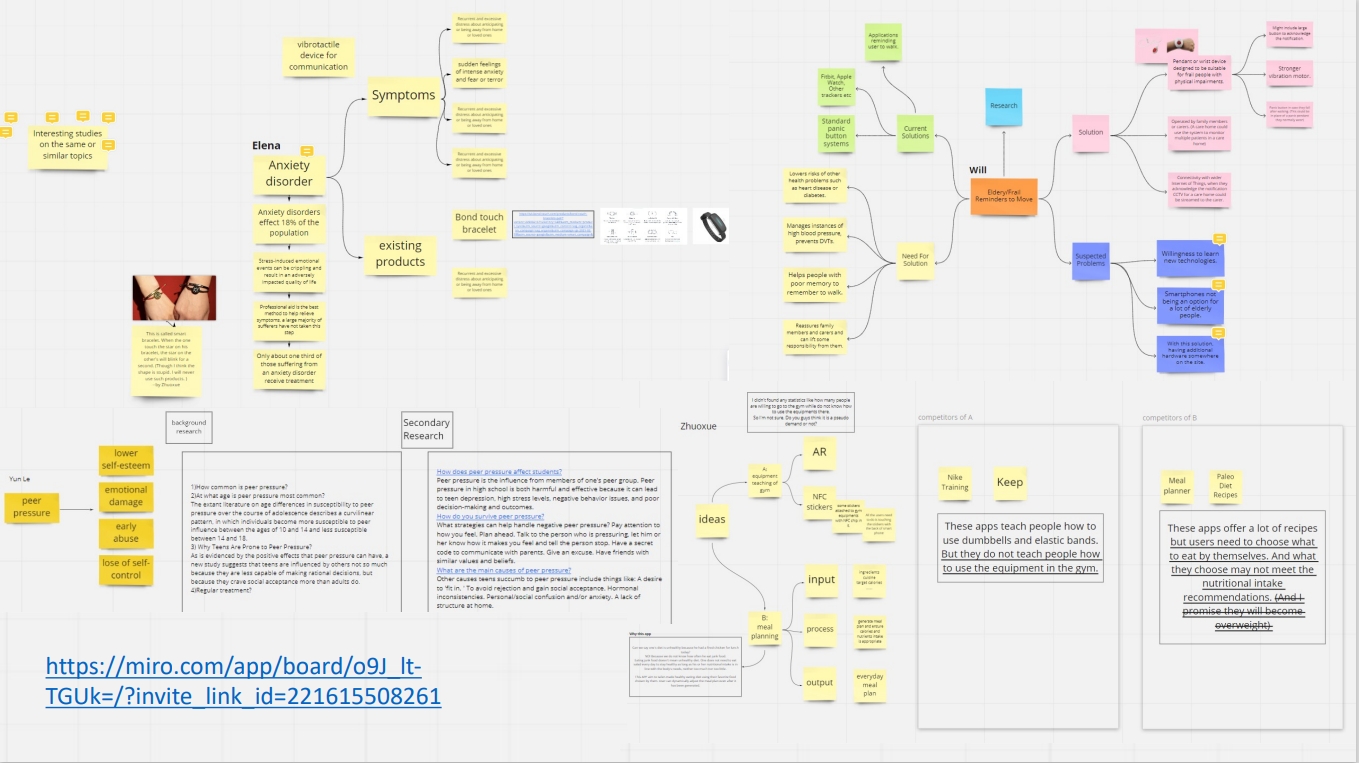 vibrotactile
device for
communication
Interesting studies
on the same or
similar topics
Elena
Anxiety
disorder
Anxiety disorders
effect 18% of the
population
Stress-induced emotional
events can be crippling and
result in an adversely
impacted quality of life
Professional aid is the best
method to help relieve
symptoms, a large majority of
sufferers have not taken this
step
Only about one third of
those suffering from
an anxiety disorder
receive treatment
Symptoms
Recurrent and excessive
distress about anticipating
or being away from home
or loved ones
sudden feelings
of intense anxiety
and fear or terror
Recurrent and excessive
distress about anticipating
or being away from home
or loved ones
Recurrent and excessive
distress about anticipating
or being away from home
or loved ones
existing
products
Bond touch
bracelet
Recurrent and excessive
distress about anticipating
or being away from home
or loved ones
This is called smart
bracelet. When the one
touch the star on his
bracelet, the star on the
other's will blink for a
second. (Though I think the
shape is stupid. I will never
use such products. )
- by Zhuoxue
Applications
reminding
user to walk.
Fitbit, Apple
Watch,
Other
trackers etc
Standard
panic
button
systems
Current
Solutions
Research
Will
Eldery/Frail
Reminders to Move
Lowers risks of other
health problems such
as heart disease or
diabetes.
Manages instances of
high blood pressure,
prevents DVTs.
Helps people with
poor memory to
remember to walk.
Reassures family
members and carers and
can lift some
responsibility from them.
Need For
Solution
Solution
Pendant or wrist device
designed to be suitable
for frail people with
physical impairments.
Might include large
button to acknowledge
the notification.
Stronger
vibration motor.
Operated by family members
or carers. (A care home could
use the system to monitor
multiple patients in a care
home)
Connectivity with wider
Internet of Things, when they
acknowledge the notification
CCTV for a care home could
be streamed to the carer.
Suspected
Problems
Willingness to learn
new technologies.
Smartphones not
being an option for
a lot of elderly
people.
With this solution,
having additional
hardware somewhere
on the site.
Yun Le
peer
pressure
lower
self-esteem
emotional
damage
early
abuse
lose of self-
control
background
research
1)How common is peer pressure?
2)At what age is peer pressure most common?
The extant literature on age differences in susceptibility to peer
pressure over the course of adolescence describes a curvilinear
pattern, in which individuals become more susceptible to peer
influence between the ages of 10 and 14 and less susceptible
between 14 and 18.
3) Why Teens Are Prone to Peer Pressure?
As is evidenced by the positive effects that peer pressure can have, a
new study suggests that teens are influenced by others not so much
because they are less capable of making rational decisions, but
because they crave social acceptance more than adults do.
4)Regular treatment?
Secondary
Research
How does peer pressure affect students?
Peer pressure is the influence from members of one's peer group. Peer
pressure in high school is both harmful and effective because it can lead
to teen depression, high stress levels, negative behavior issues, and poor
decision-making and outcomes.
How do you survive peer pressure?
What strategies can help handle negative peer pressure? Pay attention to
how you feel. Plan ahead. Talk to the person who is pressuring, let him or
her know how it makes you feel and tell the person stop. Have a secret
code to communicate with parents. Give an excuse. Have friends with
similar values and beliefs.
What are the main causes of peer pressure?
Other causes teens succumb to peer pressure include things like: A desire
to 'fit in. ' To avoid rejection and gain social acceptance. Hormonal
inconsistencies. Personal/social confusion and/or anxiety. A lack of
structure at home.
https://miro.com/app/board/o9J_lt-
TGUk=/?invite_link_id=221615508261
Zhuoxue
I didn't found any statistics like how many people
are willing to go to the gym while do not know how
to use the equipments there.
So I'm not sure. Do you guys think it is a pseudo
demand or not?
ideas
A:
equipment
teaching of
gym
AR
NFC
stickers
B:
meal
planning
input
process
generate meal
plan and ensure
calories and
nutrients intake
is appropriate
output
everyday
meal
plan
Why this app
competitors of A
Nike
Training
Keep
These apps teach people how to
use dumbbells and elastic bands.
But they do not teach people how
to use the equipment in the gym.
competitors of B
Meal
planner
Paleo
Diet
Recipes
These apps offer a lot of recipes
but users need to choose what
to eat by themselves. And what
they choose may not meet the
nutritional intake
recommendations. (And I
promise they will become
overweight)